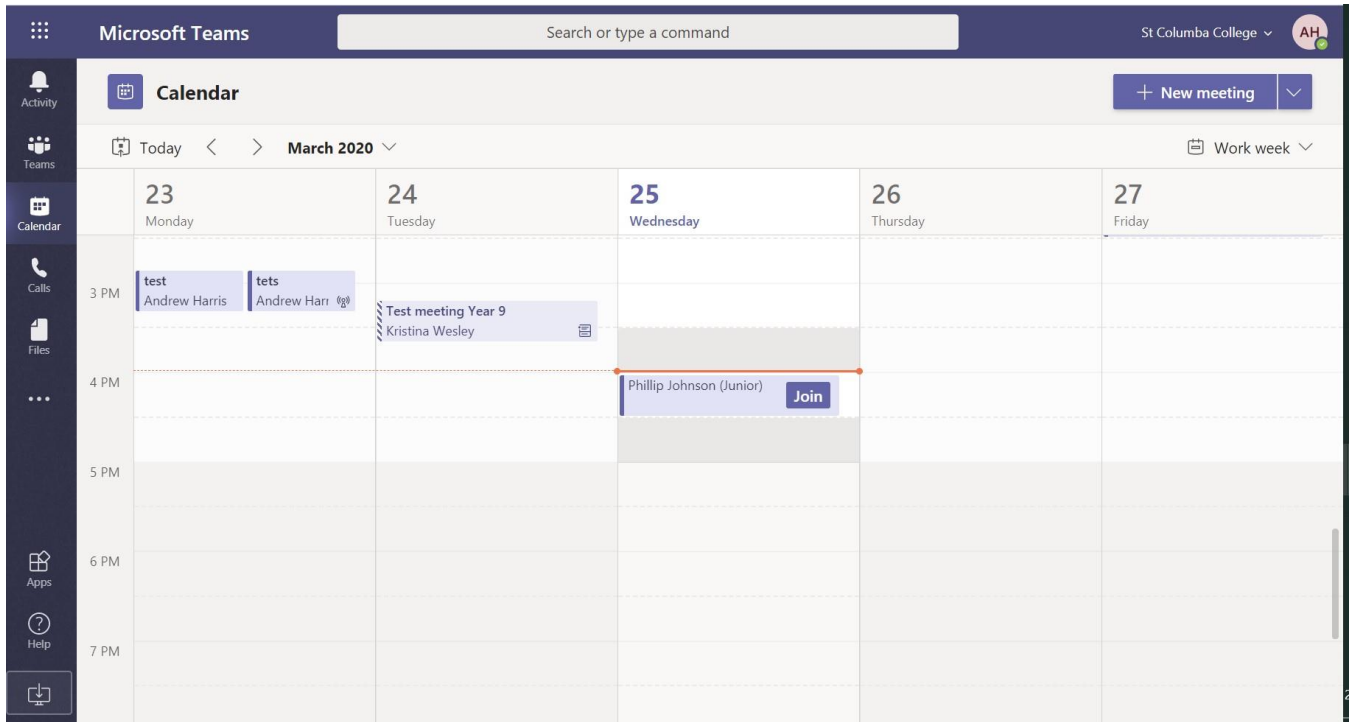 Microsoft Teams
Search or type a command
St Columba College
AH
Activity
Teams
Calendar
Calls
Files
Apps
Help
Calendar
+ New meeting
Today
March 2020
Work week
23
Monday
24
Tuesday
25
Wednesday
26
Thursday
27
Friday
3 PM
4 PM
5 PM
6 PM
7 PM
test
Andrew Harris
tets
Andrew Harr
Test meeting Year 9
Kristina Wesley
Phillip Johnson (Junior)
Join